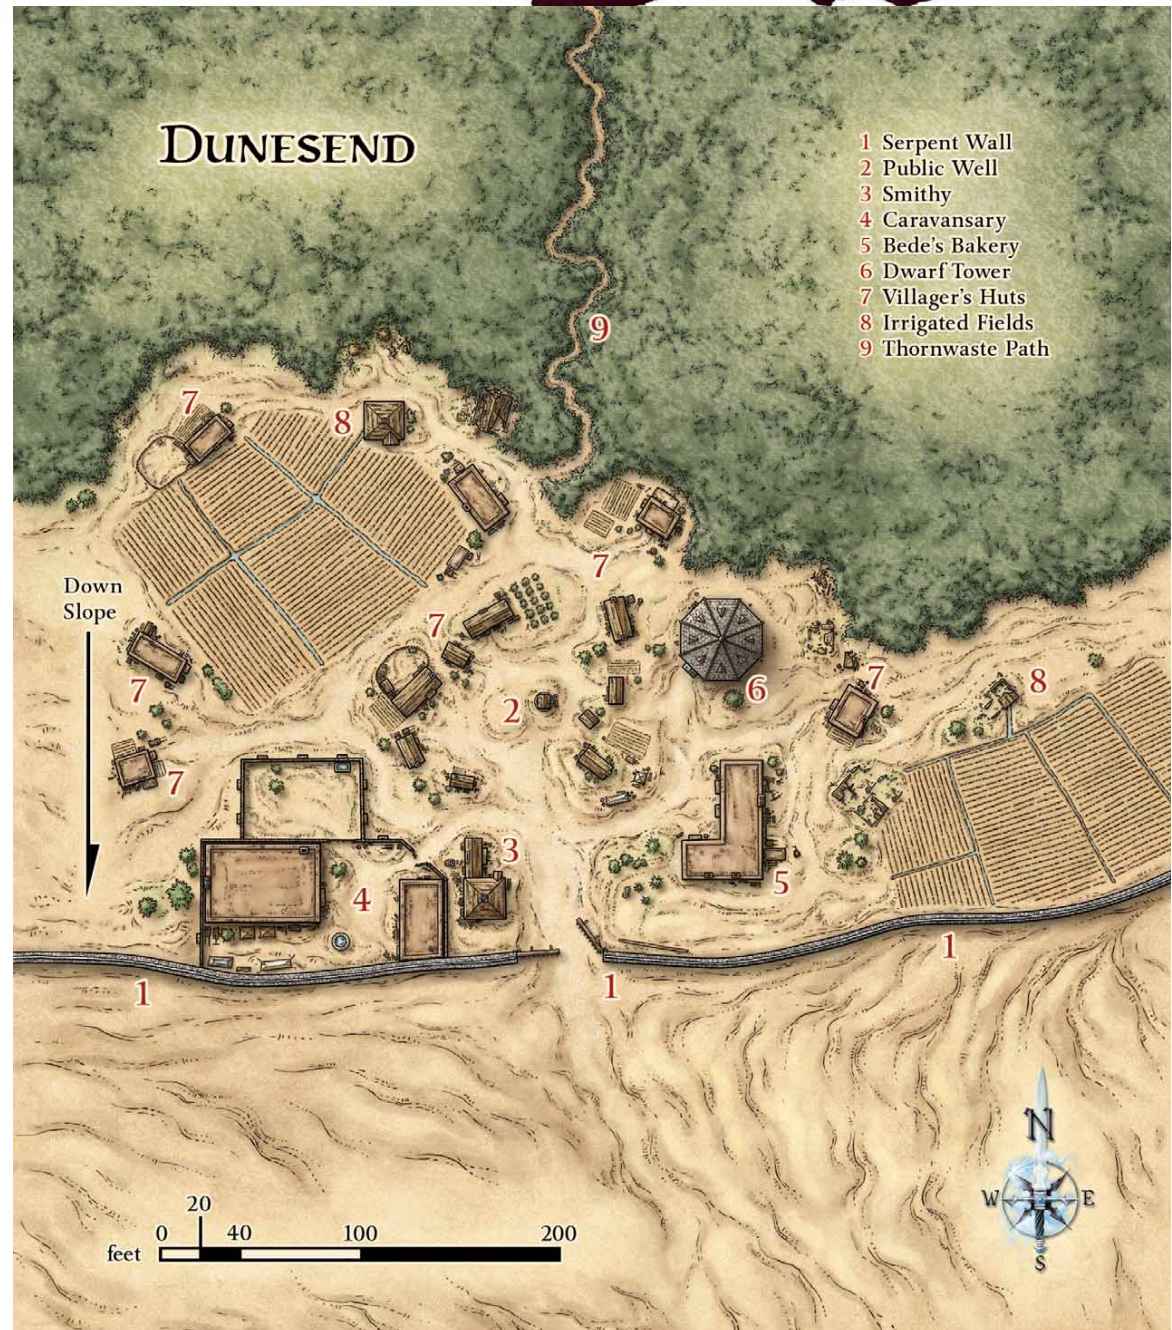 DUNESEND
1 Serpent Wall
2 Public Well
3 Smithy
4 Caravansary
5 Bede's Bakery
6 Dwarf Tower
7 Villager's Huts
8 Irrigated Fields
9 Thornwaste Path
9
7
8
7
Down
Slope
7
7
6
7
8
2
7
7
3
5
4
1
1
1
N
W
E
S
20
0
40
100
200
feet